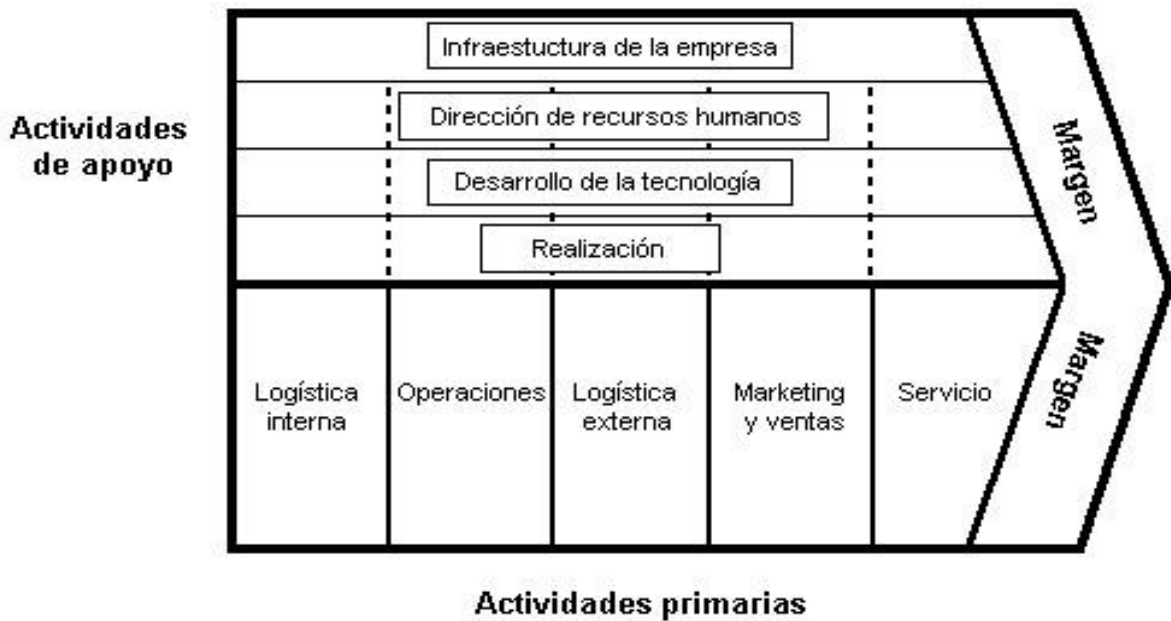 Infraestuctura de la empresa
Actividades
de apoyo
Dirección de recursos humanos
Desarrollo de la tecnología
Realización
Margen
Margen
Logística
interna
Operaciones
Logística
externa
Marketing
y ventas
Servicio
Actividades primarias